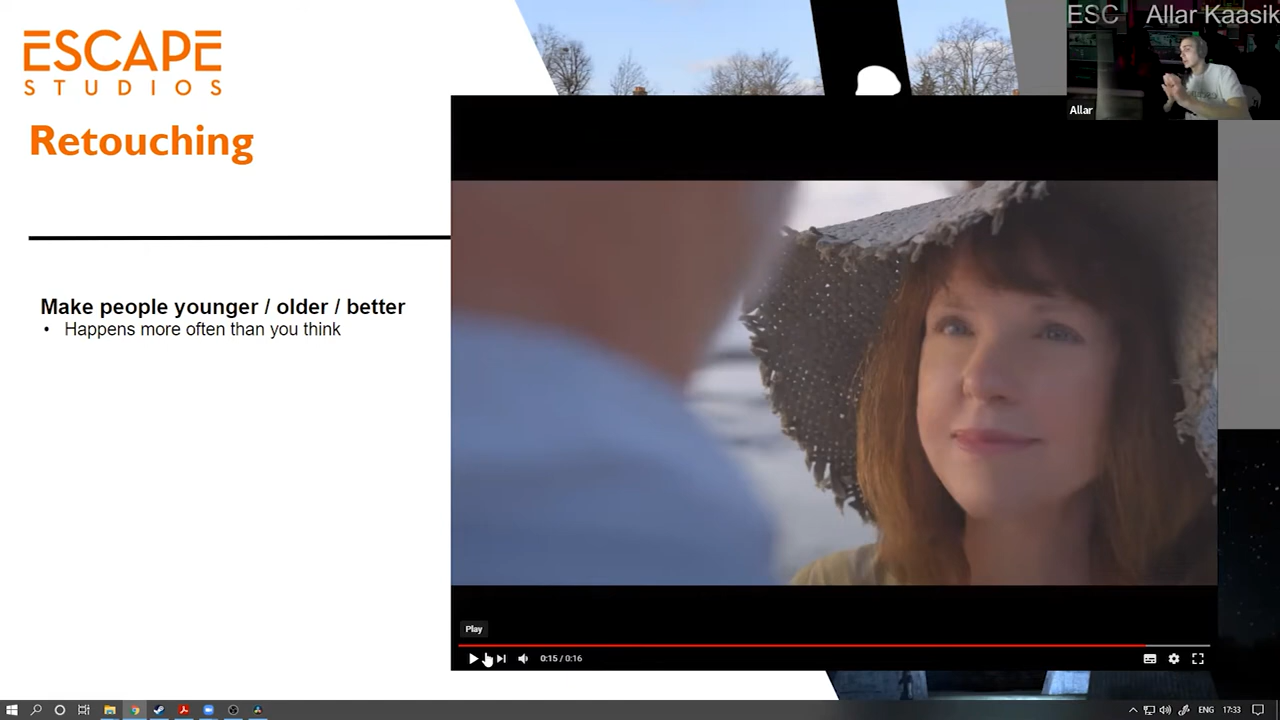 ESCAPE
STUDIOS
Retouching
Make people younger / older / better
• Happens more often than you think
ESC Allar Kaasik
Allar
Play
0:15 / 0:16
ENG 17:33